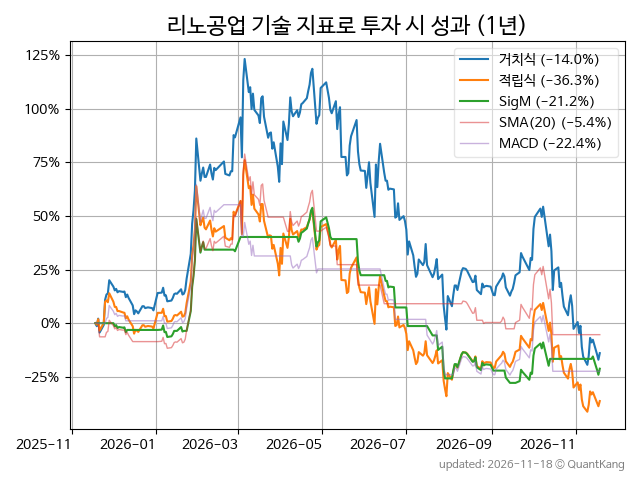 리노공업 기술 지표로 투자 시 성과 (1년)
125%
100%
75%
50%
25%
0%
−25%
거치식 (−14.0%)
적립식 (−36.3%)
SigM (−21.2%)
SMA(20) (−5.4%)
MACD (−22.4%)
2025-11
2026-01
2026-03
2026-05
2026-07
2026-09
2026-11
updated: 2026-11-18 © QuantKang